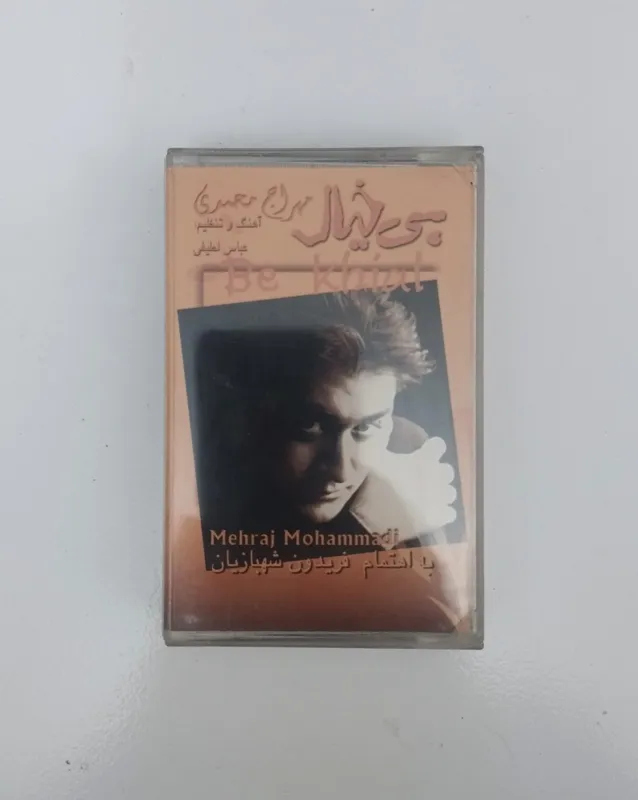 بی خیال
مهراج محمدی
آهنگ و تنظیم
عباس لطیفی
Be khial
Mehraj Mohammadi
با اهتمام فریدون شهبازیان